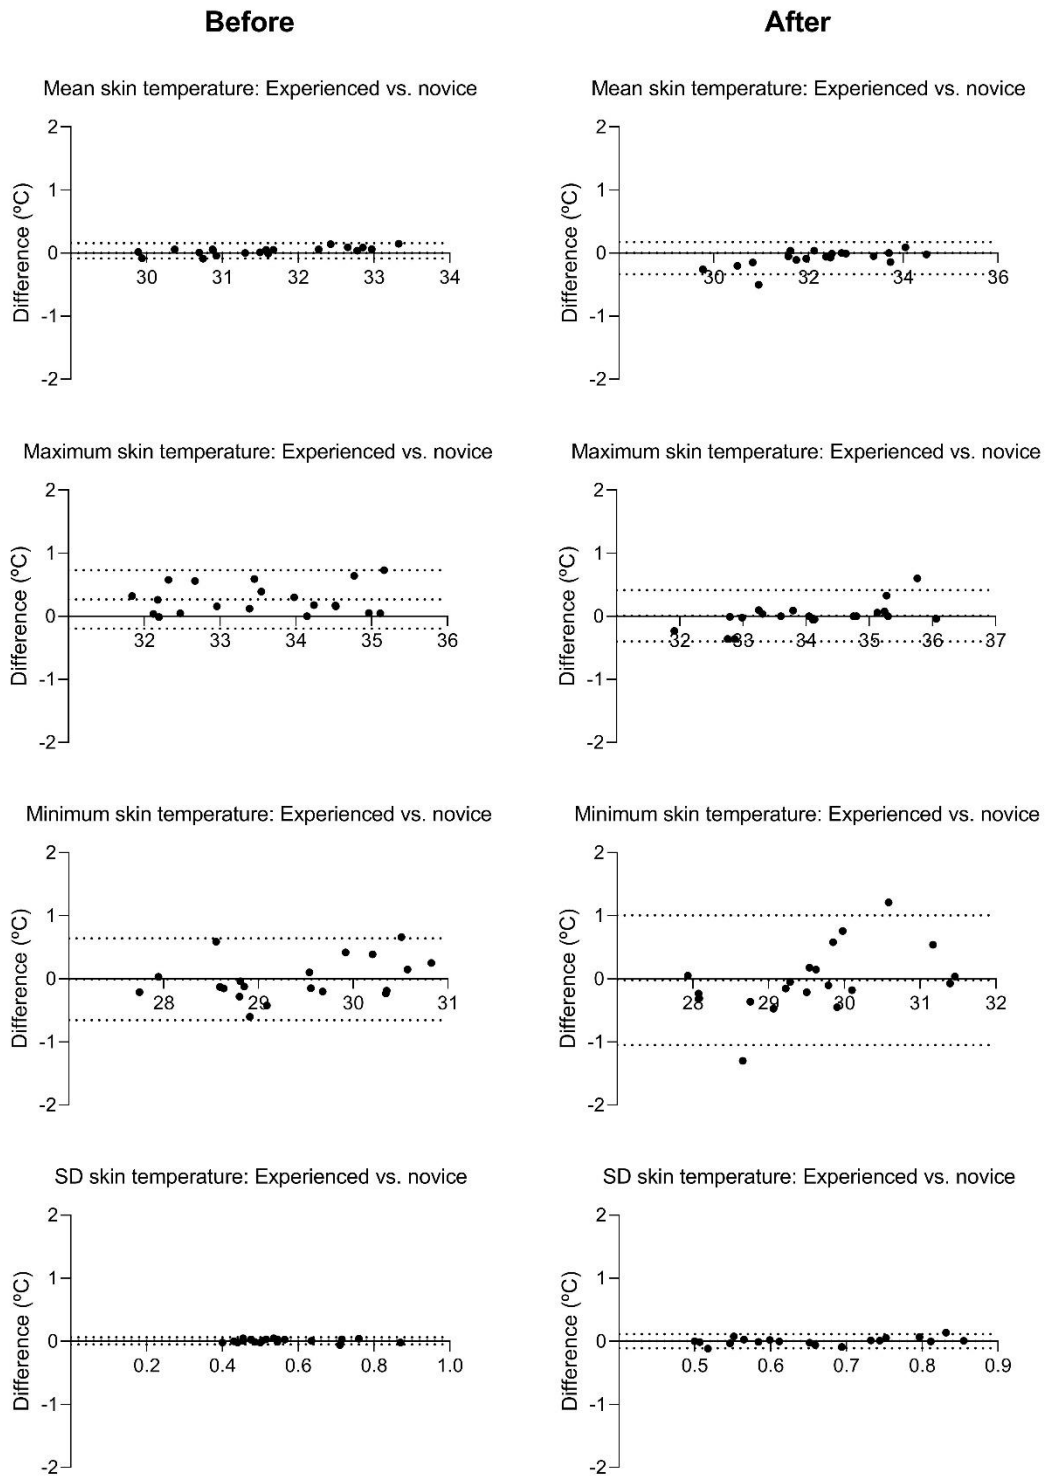 Before
After
Mean skin temperature: Experienced vs. novice
Difference (ºC)
2
1
0
-1
-2
30 31 32 33 34
Mean skin temperature: Experienced vs. novice
Difference (ºC)
2
1
0
-1
-2
30 32 34 36
Maximum skin temperature: Experienced vs. novice
Difference (ºC)
2
1
0
-1
-2
32 33 34 35 36
Maximum skin temperature: Experienced vs. novice
Difference (ºC)
2
1
0
-1
-2
32 33 34 35 36 37
Minimum skin temperature: Experienced vs. novice
Difference (ºC)
2
1
0
-1
-2
28 29 30 31
Minimum skin temperature: Experienced vs. novice
Difference (ºC)
2
1
0
-1
-2
28 29 30 31 32
SD skin temperature: Experienced vs. novice
Difference (ºC)
2
1
0
-1
-2
0.2 0.4 0.6 0.8 1.0
SD skin temperature: Experienced vs. novice
Difference (ºC)
2
1
0
-1
-2
0.5 0.6 0.7 0.8 0.9